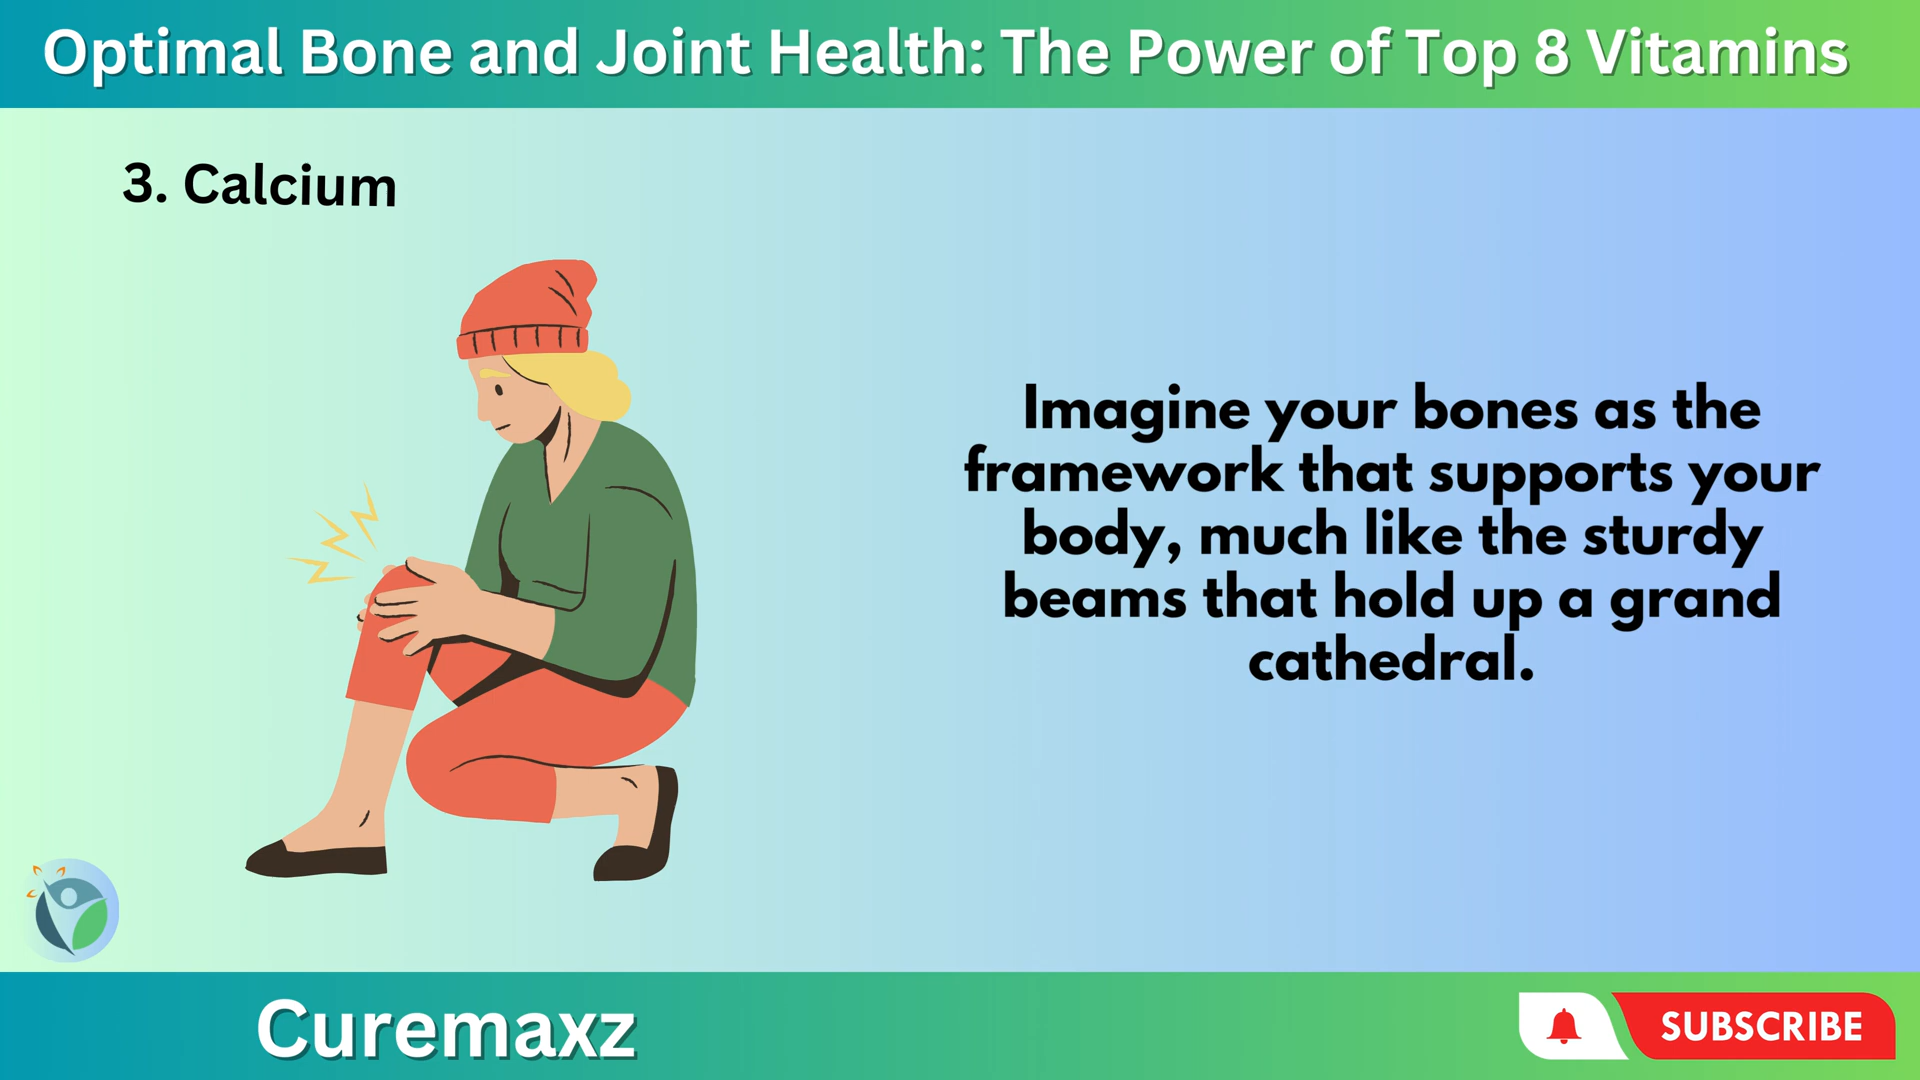 Optimal Bone and Joint Health: The Power of Top 8 Vitamins
3. Calcium
Imagine your bones as the
framework that supports your
body, much like the sturdy
beams that hold up a grand
cathedral.
Curemaxz
SUBSCRIBE